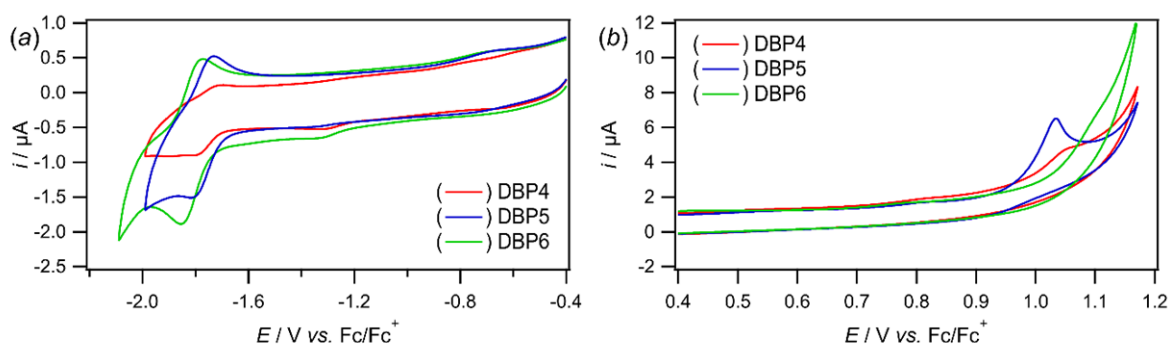 (a)
1.0
0.5
0.0
-0.5
-1.0
-1.5
-2.0
-2.5
i / µA
-2.0 -1.6 -1.2 -0.8 -0.4
E / V vs. Fc/Fc⁺
(—) DBP4
(—) DBP5
(—) DBP6
(b)
12
10
8
6
4
2
0
-2
i / µA
0.4 0.5 0.6 0.7 0.8 0.9 1.0 1.1 1.2
E / V vs. Fc/Fc⁺
(—) DBP4
(—) DBP5
(—) DBP6